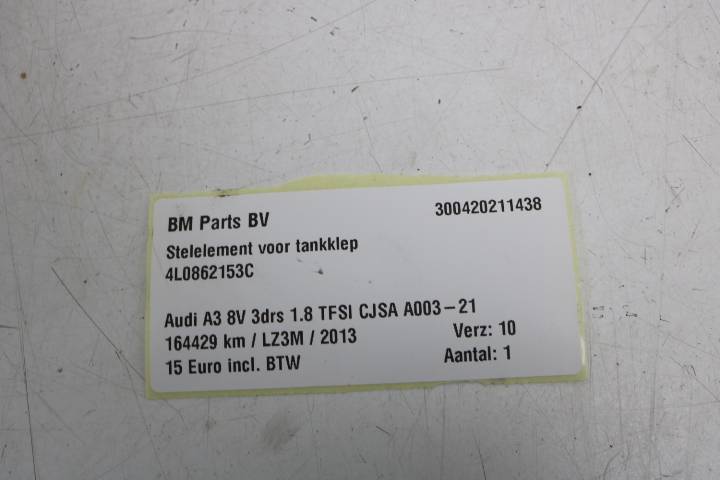 BM Parts BV 300420211438
Stelelement voor tankklep
4L0862153C
Audi A3 8V 3drs 1.8 TFSI CJSA A003-21
164429 km / LZ3M / 2013 Verz: 10
15 Euro incl. BTW Aantal: 1